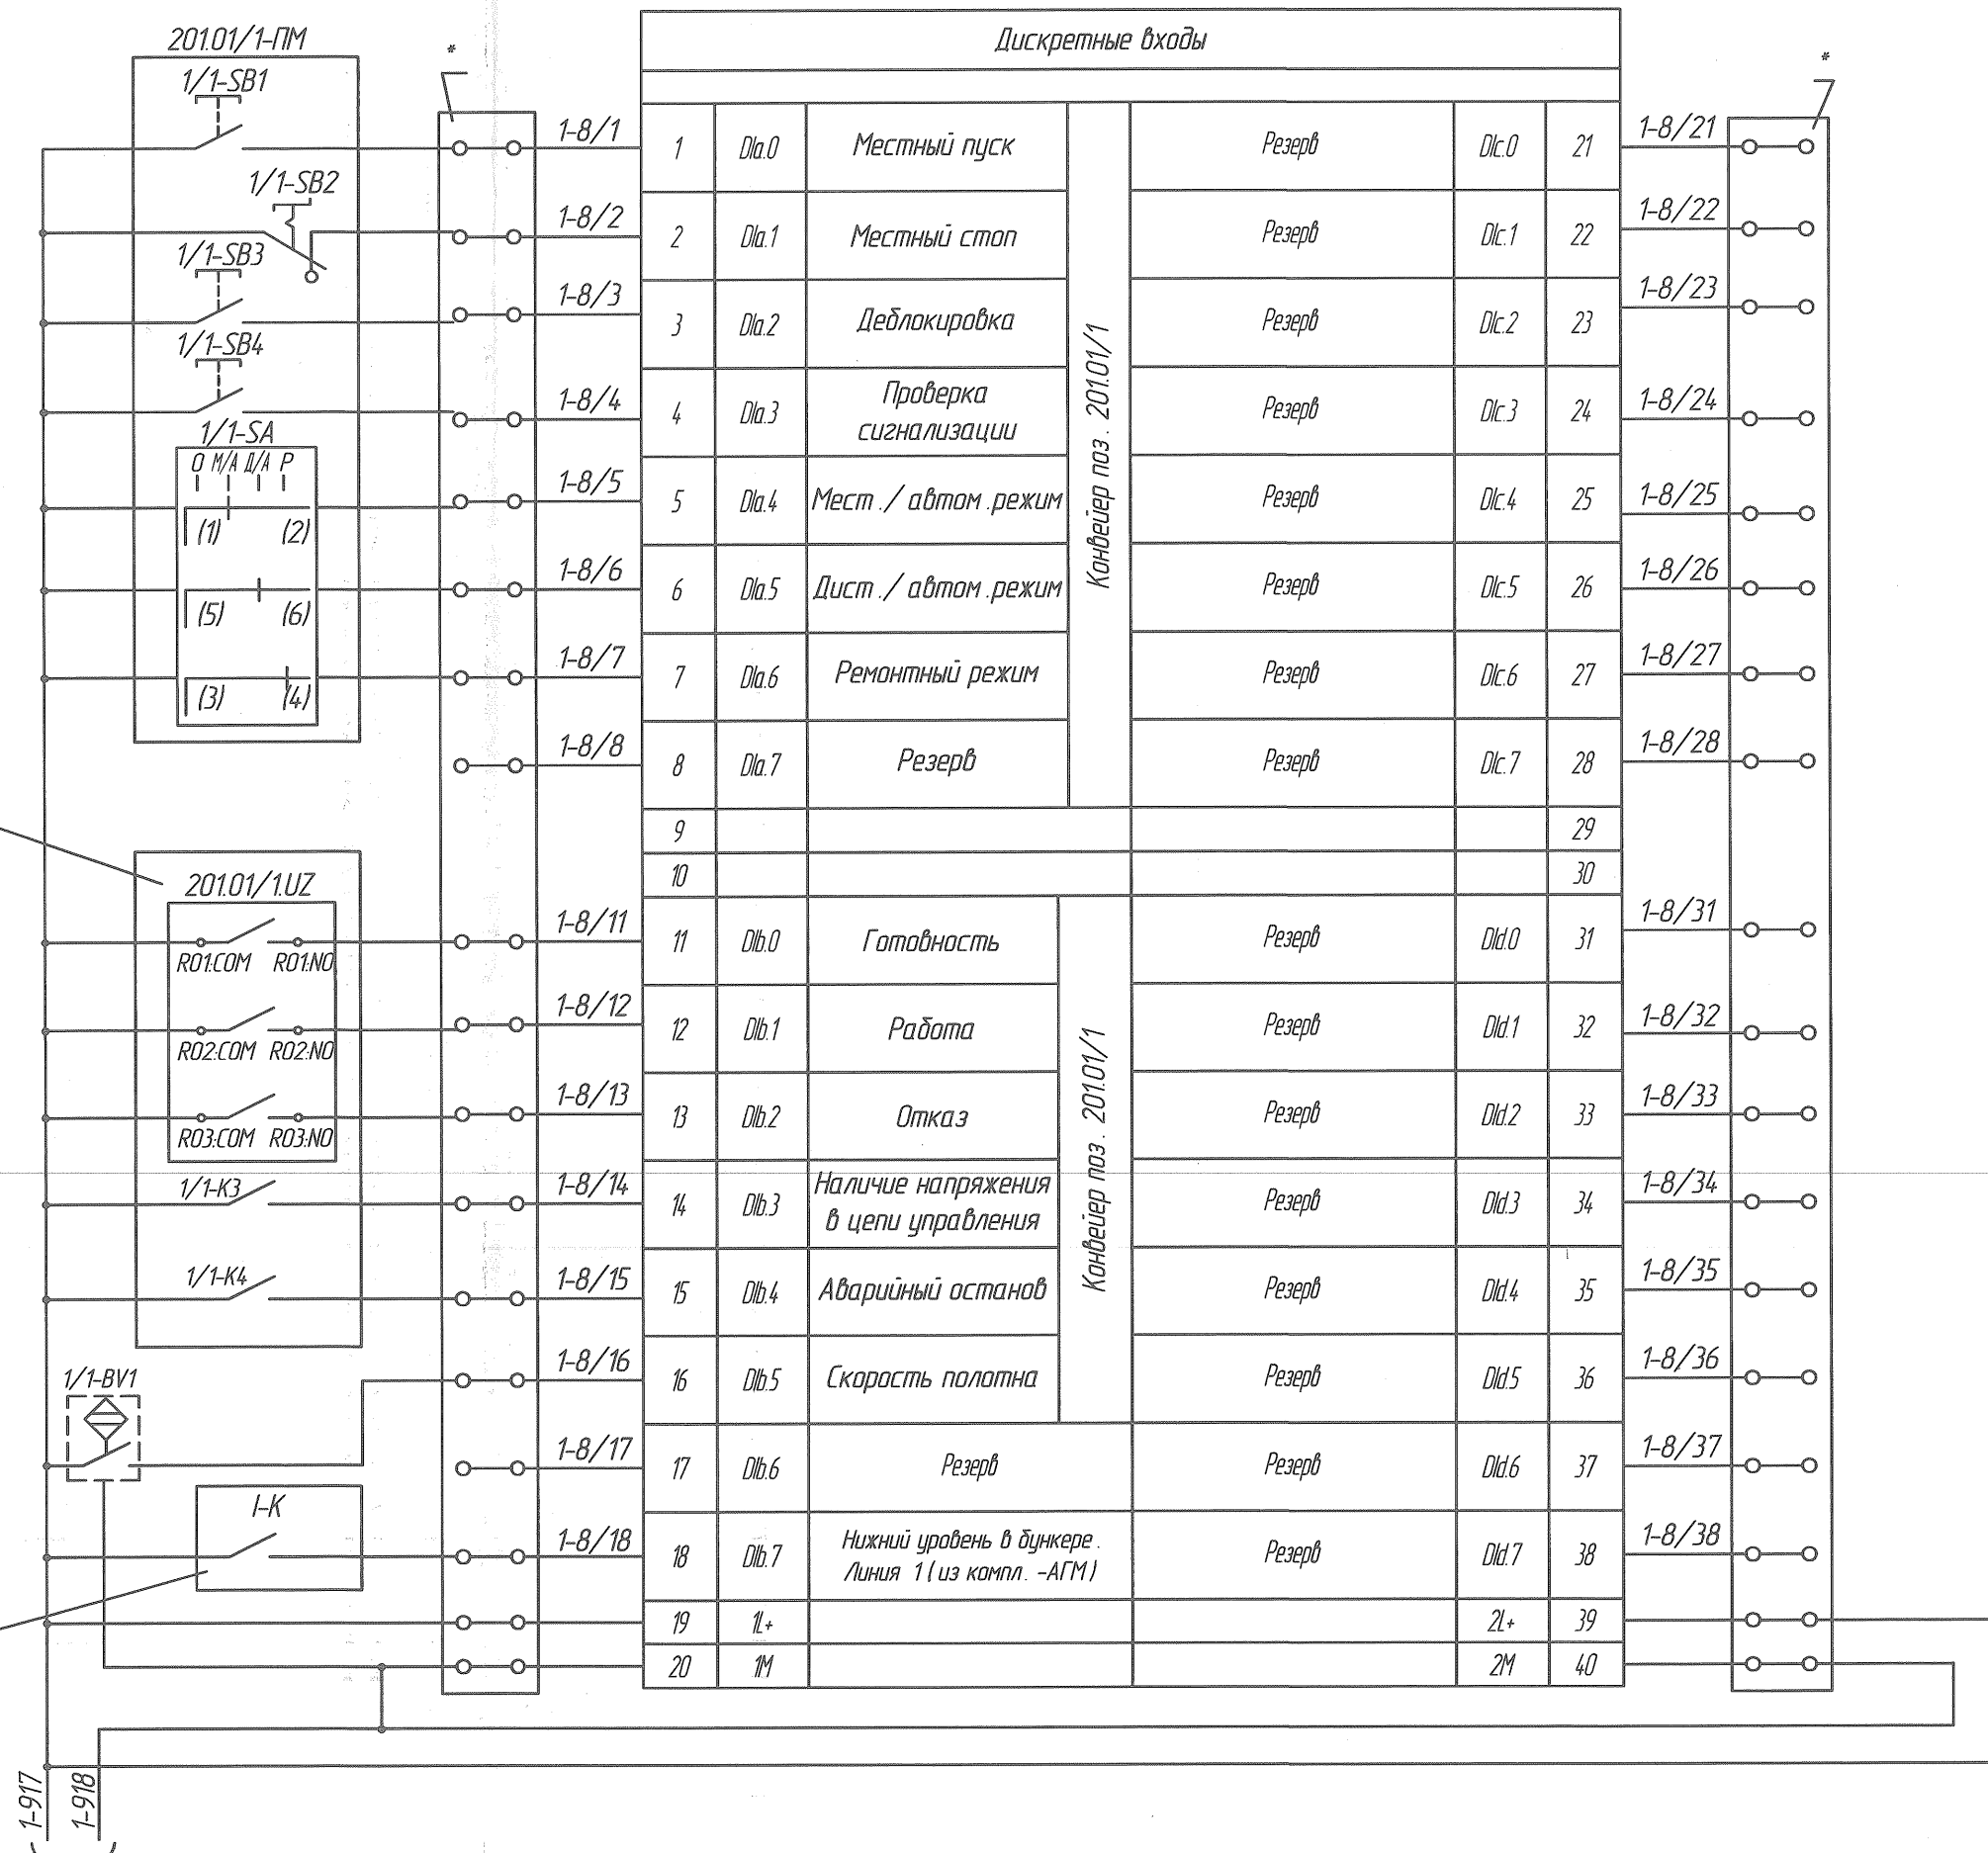 Дискретные входы
201.01/1-ПМ
*
1/1-SB1
1/1-SB2
1/1-SB3
1/1-SB4
1/1-SA
О М/А Д/А Р
(1) (2)
(5) (6)
(3) (4)
201.01/1.UZ
RO1:COM RO1:NO
RO2:COM RO2:NO
RO3:COM RO3:NO
1/1-K3
1/1-K4
1/1-BV1
1-K
1-917
1-918
1-8/1 1 DIa.0 Местный пуск Резерв DIc.0 21 1-8/21
1-8/2 2 DIa.1 Местный стоп Резерв DIc.1 22 1-8/22
1-8/3 3 DIa.2 Деблокировка Резерв DIc.2 23 1-8/23
1-8/4 4 DIa.3 Проверка
сигнализации Резерв DIc.3 24 1-8/24
1-8/5 5 DIa.4 Мест./ автом.режим Резерв DIc.4 25 1-8/25
1-8/6 6 DIa.5 Дист./ автом.режим Резерв DIc.5 26 1-8/26
1-8/7 7 DIa.6 Ремонтный режим Резерв DIc.6 27 1-8/27
1-8/8 8 DIa.7 Резерв Резерв DIc.7 28 1-8/28
Конвейер поз. 201.01/1
9 29
10 30
1-8/11 11 DIb.0 Готовность Резерв DId.0 31 1-8/31
1-8/12 12 DIb.1 Работа Резерв DId.1 32 1-8/32
1-8/13 13 DIb.2 Отказ Резерв DId.2 33 1-8/33
1-8/14 14 DIb.3 Наличие напряжения
в цепи управления Резерв DId.3 34 1-8/34
1-8/15 15 DIb.4 Аварийный останов Резерв DId.4 35 1-8/35
1-8/16 16 DIb.5 Скорость полотна Резерв DId.5 36 1-8/36
Конвейер поз. 201.01/1
1-8/17 17 DIb.6 Резерв Резерв DId.6 37 1-8/37
1-8/18 18 DIb.7 Нижний уровень в бункере.
Линия 1 (из компл. -АГМ) Резерв DId.7 38 1-8/38
19 1L+ 2L+ 39
20 1M 2M 40
*